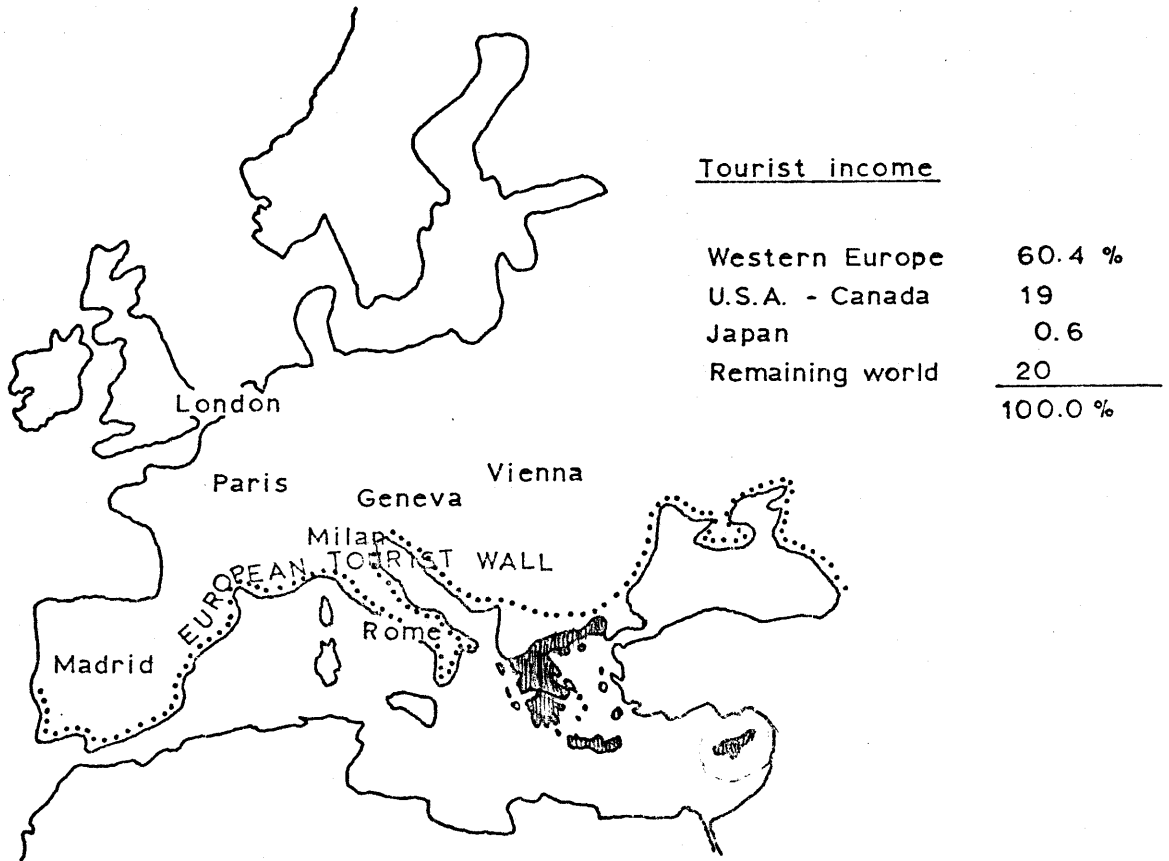 Tourist income
Western Europe 60.4 %
U.S.A. - Canada 19
Japan 0.6
Remaining world 20
100.0 %
London
Paris
Vienna
Geneva
Milan
EUROPEAN TOURIST WALL
Rome
Madrid